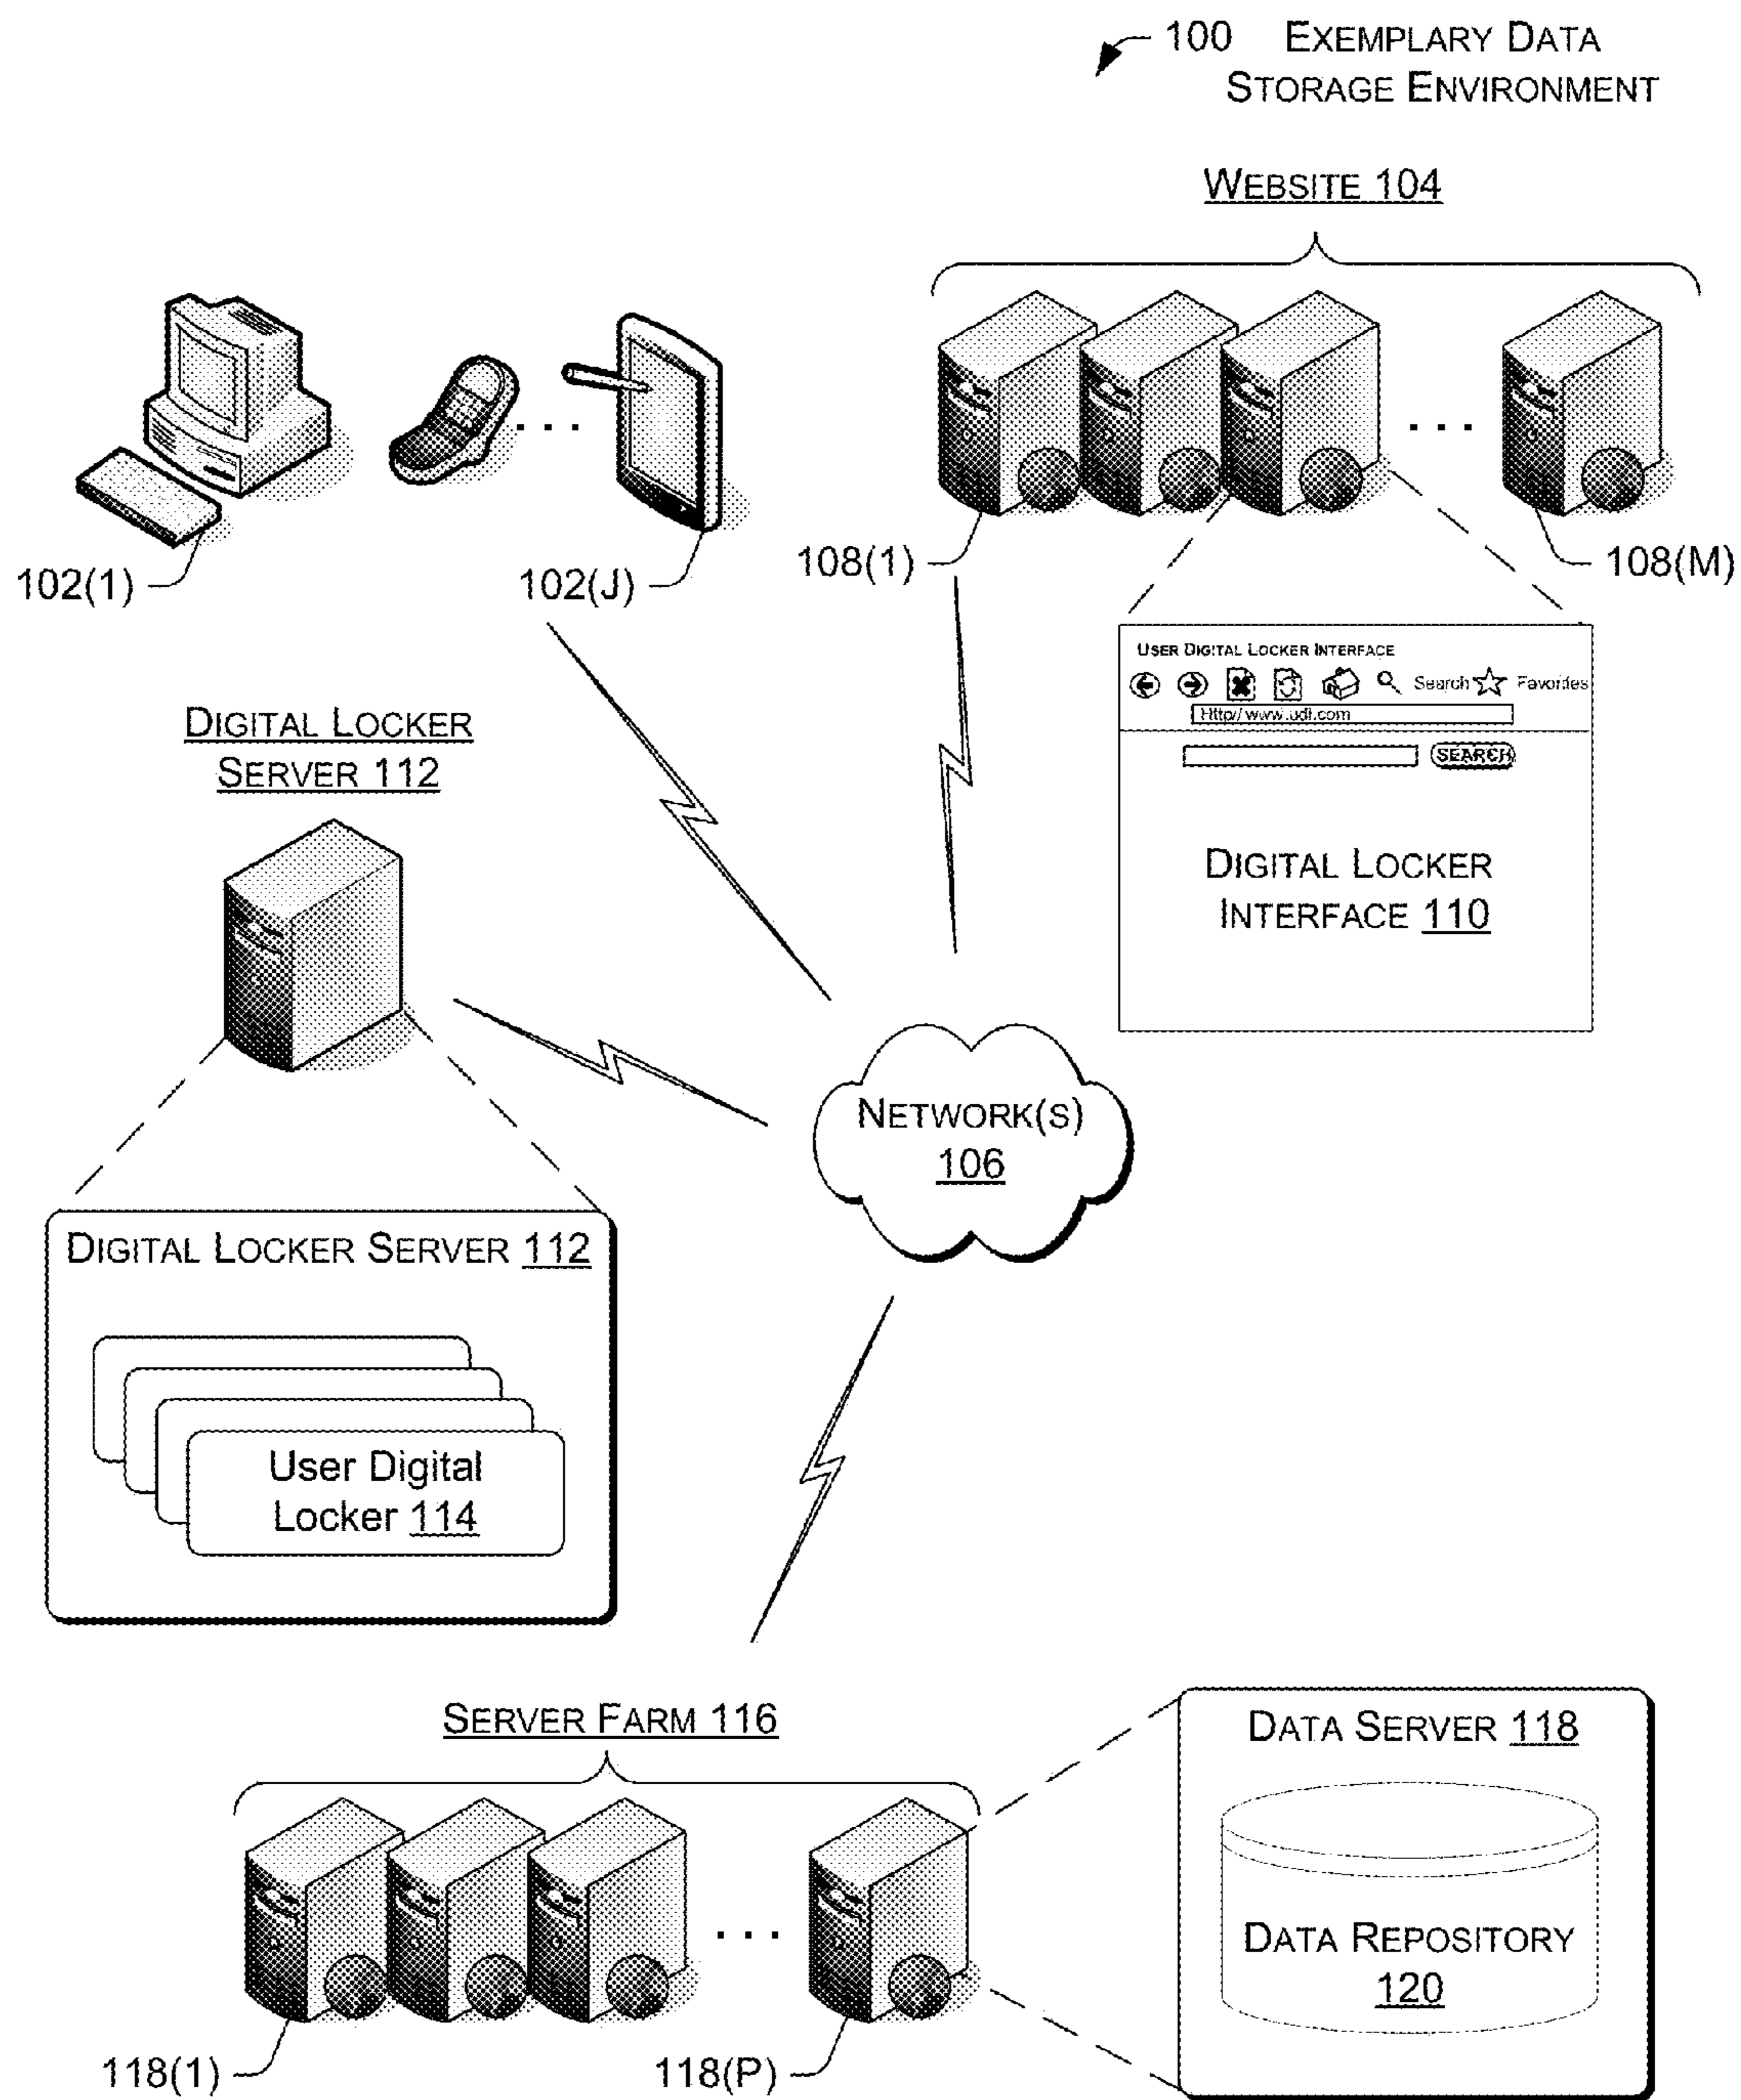 100 EXEMPLARY DATA
STORAGE ENVIRONMENT
WEBSITE 104
102(1)
102(J)
108(1)
108(M)
USER DIGITAL LOCKER INTERFACE
Search Favorites
Http// www.udl.com
SEARCH
DIGITAL LOCKER
INTERFACE 110
DIGITAL LOCKER
SERVER 112
NETWORK(S)
106
DIGITAL LOCKER SERVER 112
User Digital
Locker 114
SERVER FARM 116
118(1)
118(P)
DATA SERVER 118
DATA REPOSITORY
120